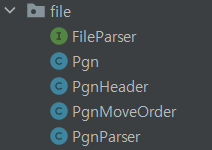 file
I FileParser
C Pgn
C PgnHeader
C PgnMoveOrder
C PgnParser